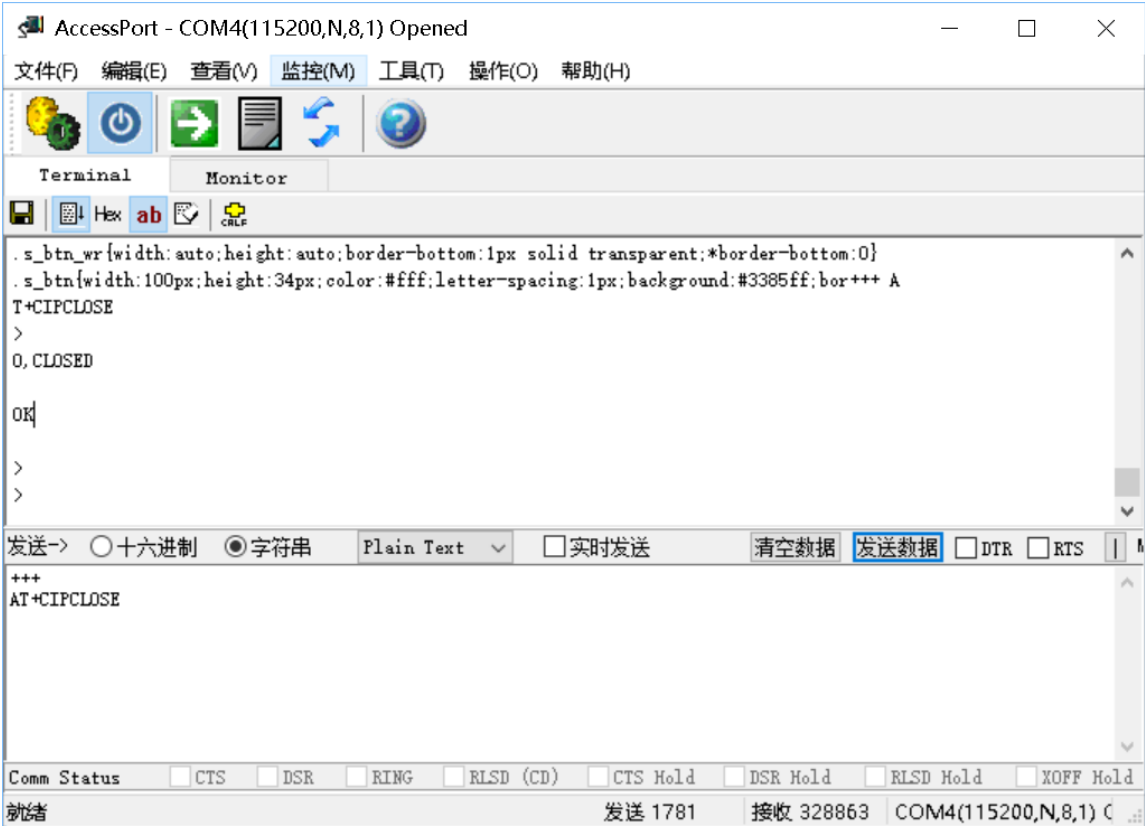 AccessPort - COM4(115200,N,8,1) Opened
文件(F) 编辑(E) 查看(V) 监控(M) 工具(T) 操作(O) 帮助(H)
Terminal Monitor
Hex ab CRLF
.s_btn_wr{width:auto;height:auto;border-bottom:1px solid transparent;*border-bottom:0}
.s_btn{width:100px;height:34px;color:#fff;letter-spacing:1px;background:#3385ff;bor+++ A
T+CIPCLOSE
>
0,CLOSED
OK
>
>
发送-> 十六进制 字符串 Plain Text 实时发送 清空数据 发送数据 DTR RTS |
+++
AT+CIPCLOSE
Comm Status CTS DSR RING RLSD (CD) CTS Hold DSR Hold RLSD Hold XOFF Hold
就绪 发送 1781 接收 328863 COM4(115200,N,8,1)